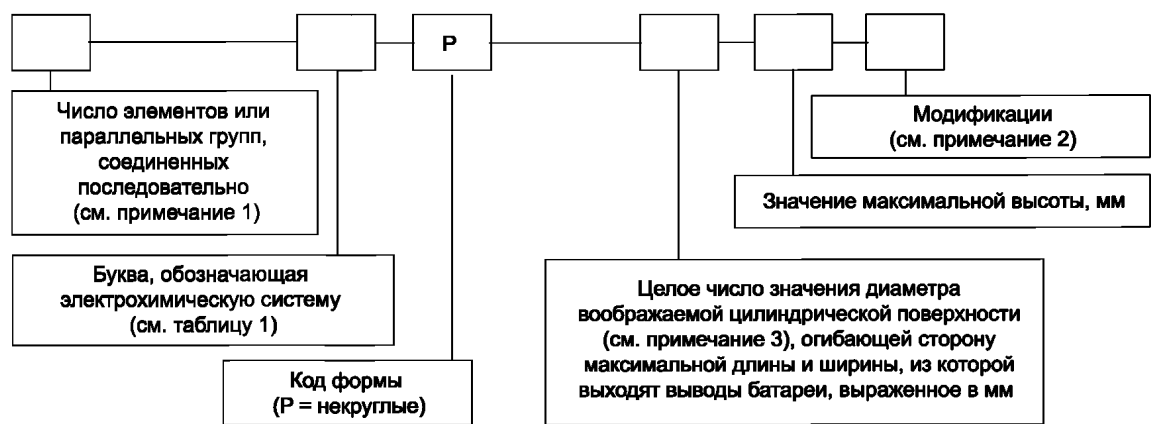 Р
Число элементов или
параллельных групп,
соединенных
последовательно
(см. примечание 1)
Модификации
(см. примечание 2)
Значение максимальной высоты, мм
Буква, обозначающая
электрохимическую систему
(см. таблицу 1)
Целое число значения диаметра
воображаемой цилиндрической поверхности
(см. примечание 3), огибающей сторону
максимальной длины и ширины, из которой
выходят выводы батареи, выраженное в мм
Код формы
(Р = некруглые)